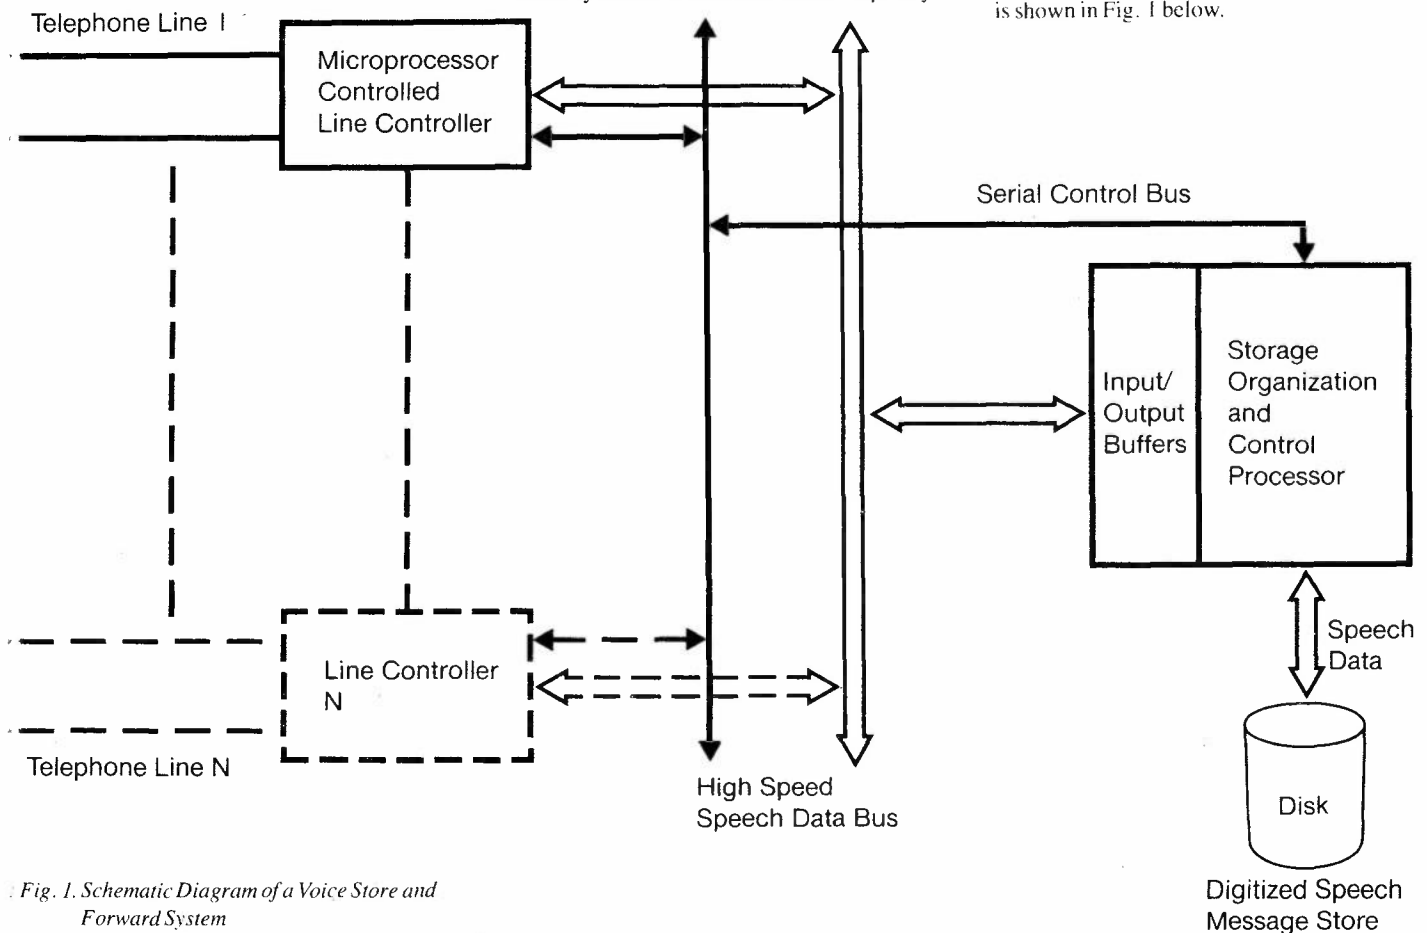 is shown in Fig. 1 below.
Telephone Line 1
Microprocessor
Controlled
Line Controller
Serial Control Bus
Input/
Output
Buffers
Storage
Organization
and
Control
Processor
Line Controller
N
Telephone Line N
High Speed
Speech Data Bus
Speech
Data
Disk
Digitized Speech
Message Store
Fig. 1. Schematic Diagram of a Voice Store and
Forward System